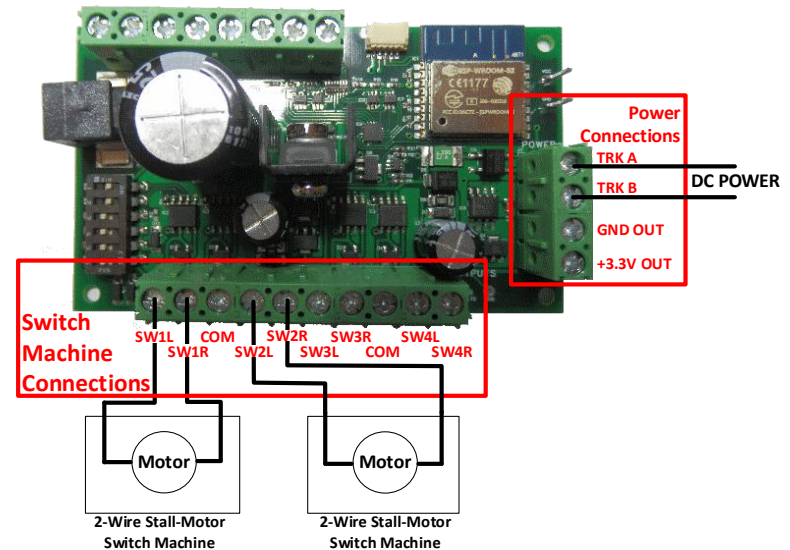 ESP-WROOM-32
CE1177
Power
Connections
POWER
TRK A
TRK B
DC POWER
GND OUT
+3.3V OUT
Switch
Machine
Connections
SW1L
COM
SW2R
SW3R
SW4L
SW1R
SW2L
SW3L
COM
SW4R
Motor
Motor
2-Wire Stall-Motor
Switch Machine
2-Wire Stall-Motor
Switch Machine